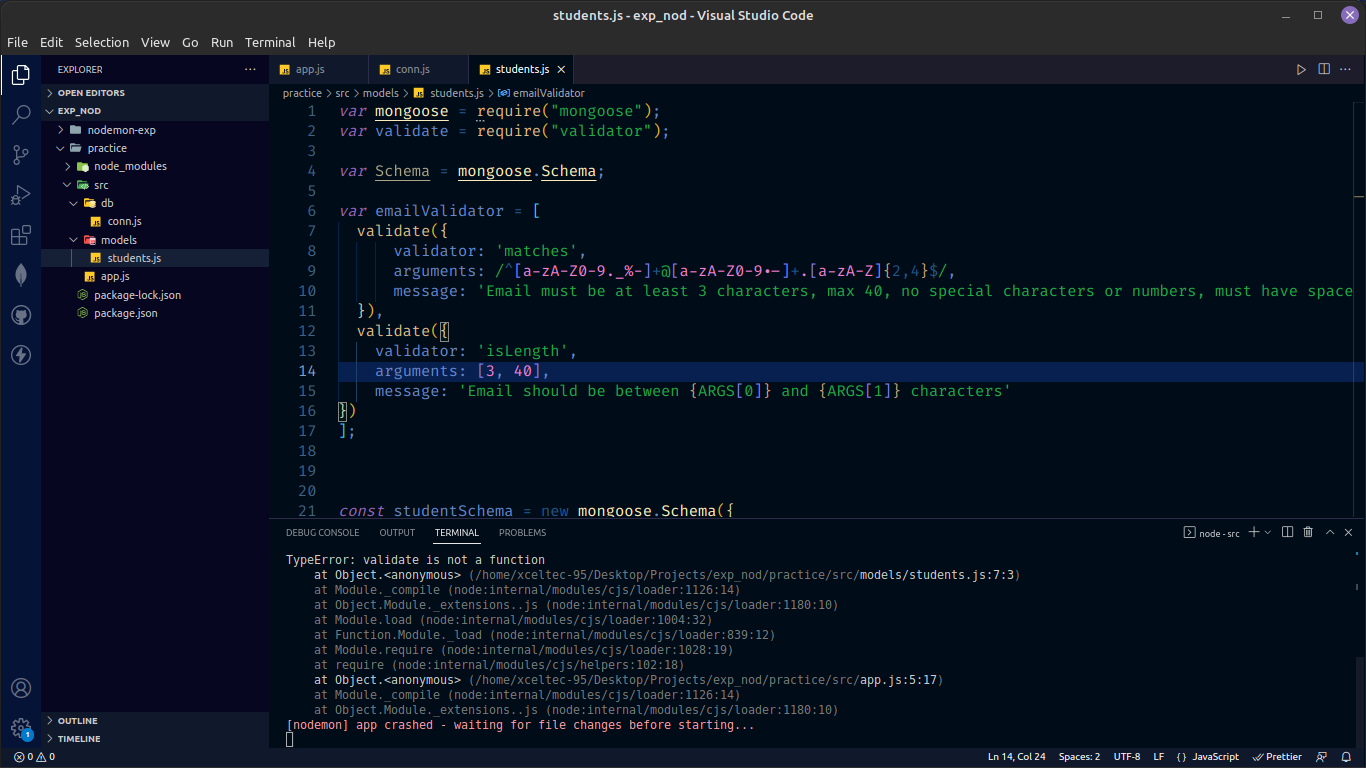 students.js - exp_nod - Visual Studio Code
File Edit Selection View Go Run Terminal Help
EXPLORER
OPEN EDITORS
EXP_NOD
nodemon-exp
practice
node_modules
src
db
conn.js
models
students.js
app.js
package-lock.json
package.json
OUTLINE
TIMELINE
app.js conn.js students.js
practice > src > models > students.js > emailValidator
1 var mongoose = require("mongoose");
2 var validate = require("validator");
3
4 var Schema = mongoose.Schema;
5
6 var emailValidator = [
7 validate({
8 validator: 'matches',
9 arguments: /^[a-zA-Z0-9._%-]+@[a-zA-Z0-9•-]+.[a-zA-Z]{2,4}$/,
10 message: 'Email must be at least 3 characters, max 40, no special characters or numbers, must have space
11 }),
12 validate({
13 validator: 'isLength',
14 arguments: [3, 40],
15 message: 'Email should be between {ARGS[0]} and {ARGS[1]} characters'
16 })
17 ];
18
19
20
21 const studentSchema = new mongoose.Schema({
DEBUG CONSOLE OUTPUT TERMINAL PROBLEMS
node - src
TypeError: validate is not a function
at Object.<anonymous> (/home/xceltec-95/Desktop/Projects/exp_nod/practice/src/models/students.js:7:3)
at Module._compile (node:internal/modules/cjs/loader:1126:14)
at Object.Module._extensions..js (node:internal/modules/cjs/loader:1180:10)
at Module.load (node:internal/modules/cjs/loader:1004:32)
at Function.Module._load (node:internal/modules/cjs/loader:839:12)
at Module.require (node:internal/modules/cjs/loader:1028:19)
at require (node:internal/modules/cjs/helpers:102:18)
at Object.<anonymous> (/home/xceltec-95/Desktop/Projects/exp_nod/practice/src/app.js:5:17)
at Module._compile (node:internal/modules/cjs/loader:1126:14)
at Object.Module._extensions..js (node:internal/modules/cjs/loader:1180:10)
[nodemon] app crashed - waiting for file changes before starting...
1
0 0 Ln 14, Col 24 Spaces: 2 UTF-8 LF {} JavaScript Prettier